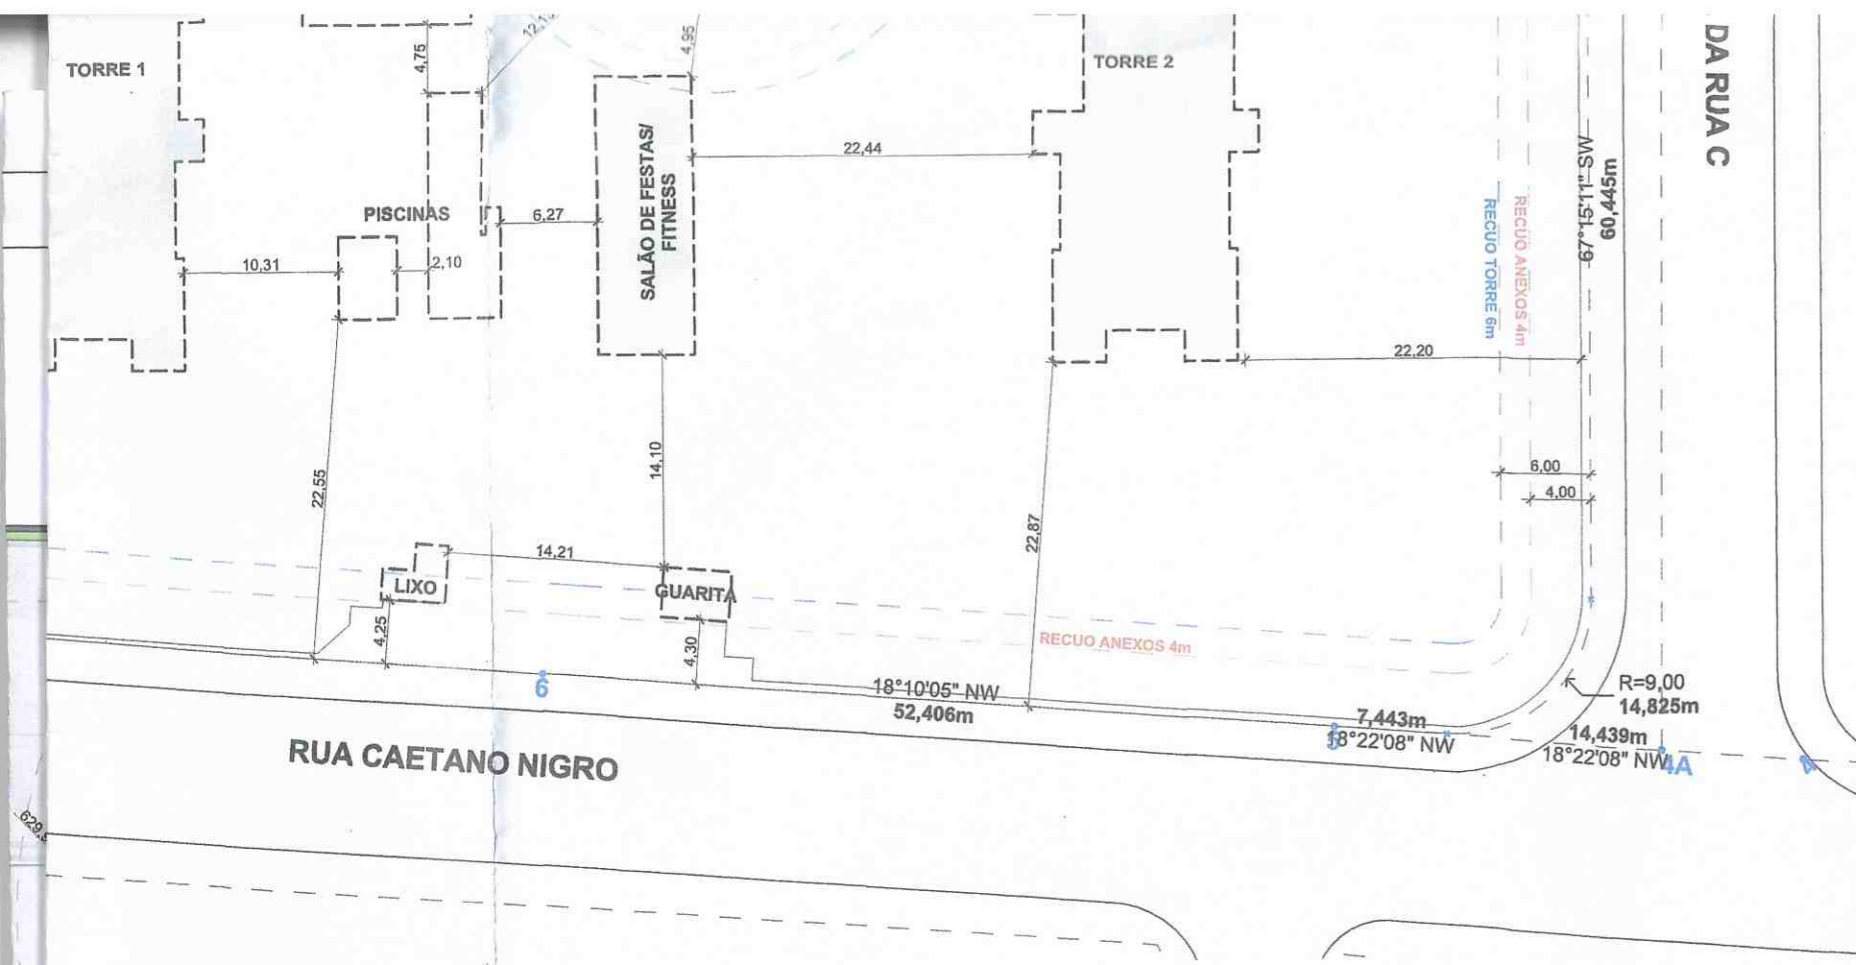 TORRE 1
4,75
4,95
TORRE 2
DA RUA C
SALÃO DE FESTAS/
FITNESS
22,44
67°15'11" SW
60,445m
PISCINAS
6,27
10,31
2,10
RECUO TORRE 6m
RECUO ANEXOS 4m
22,20
22,55
14,10
22,87
6,00
4,00
14,21
LIXO
GUARITA
4,25
4,30
RECUO ANEXOS 4m
6
18°10'05" NW
52,406m
7,443m
5
18°22'08" NW
R=9,00
14,825m
14,439m
18°22'08" NW
4A
4
RUA CAETANO NIGRO